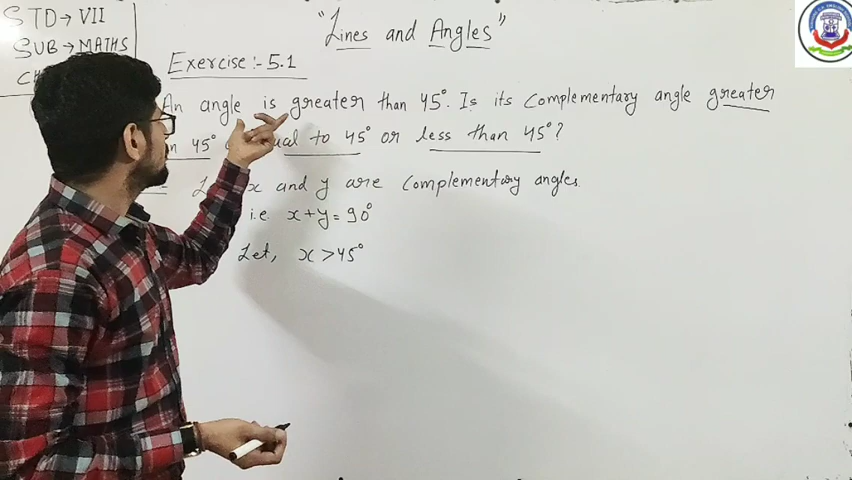 STD → VII
SUB → MATHS
"Lines and Angles"
Exercise :- 5.1
An angle is greater than 45°. Is its complementary angle greater
45° equal to 45° or less than 45°?
x and y are complementary angles.
i.e. x+y = 90°
Let, x > 45°